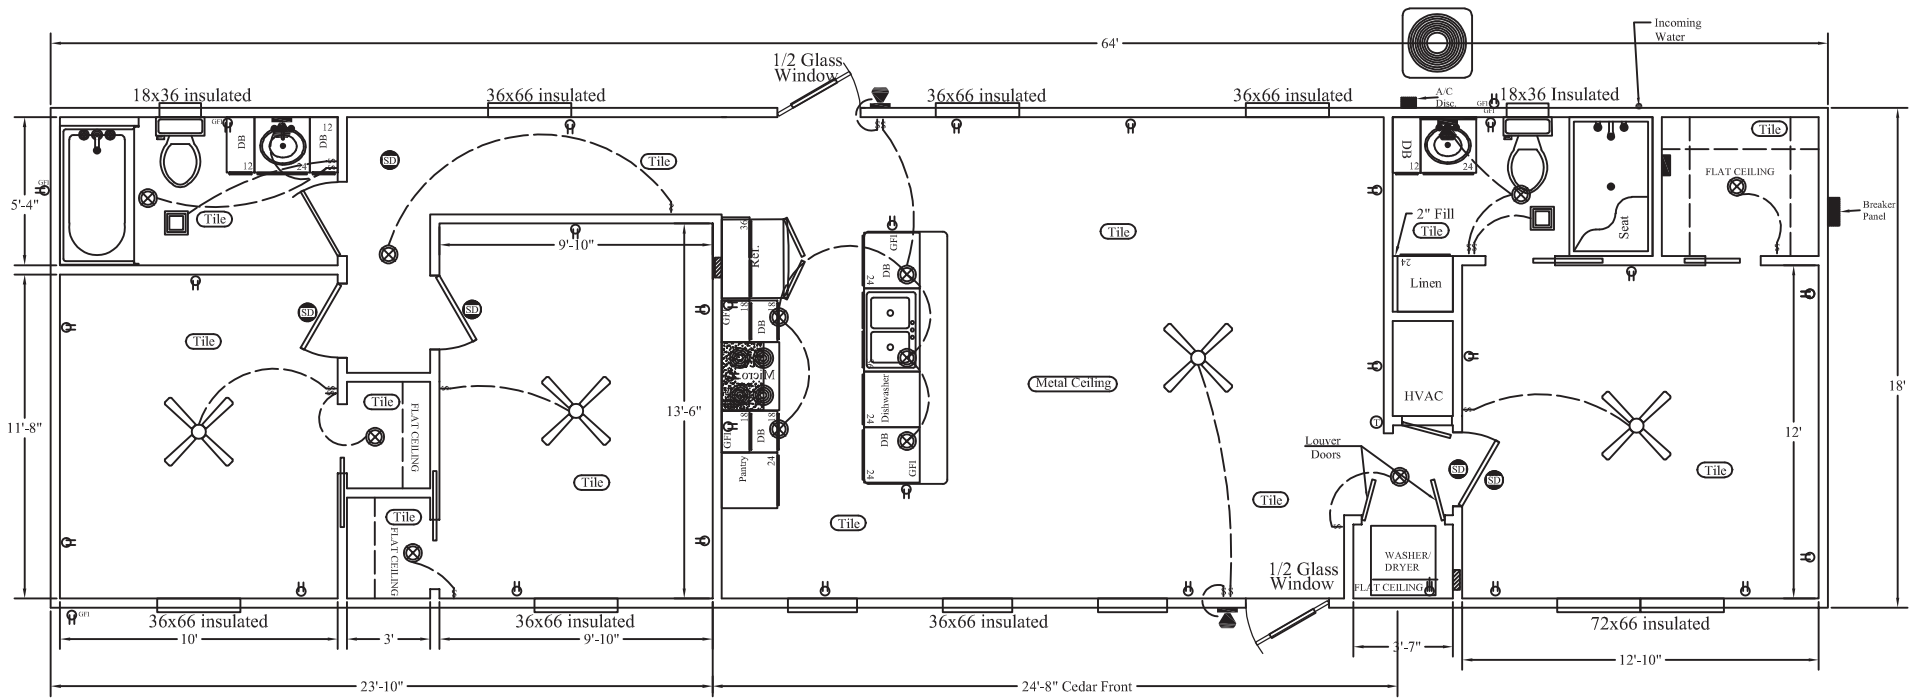 Incoming
Water
64'
1/2 Glass
Window
18x36 insulated
36x66 insulated
36x66 insulated
36x66 insulated
A/C
Disc.
GFI
GFI
18x36 Insulated
GFI
DB
12
DB
12
24
SD
Tile
DB
12
24
Tile
FLAT CEILING
GFI
5'-4"
Tile
2" Fill
Tile
Seat
Breaker
Panel
9'-10"
36
Ref.
GFI
DB
24
Tile
24
Linen
SD
SD
GFI
18
DB
18
Tile
Micro
Metal Ceiling
HVAC
18'
Tile
FLAT CEILING
13'-6"
Dishwasher
24
11'-8"
GFI
18
DB
18
DB
24
GFI
T
Louver
Doors
12'
Pantry
24
SD
SD
Tile
Tile
Tile
Tile
Tile
FLAT CEILING
WASHER/
DRYER
FLAT CEILING
1/2 Glass
Window
GFI
36x66 insulated
36x66 insulated
36x66 insulated
72x66 insulated
10'
3'
9'-10"
3'-7"
12'-10"
23'-10"
24'-8" Cedar Front